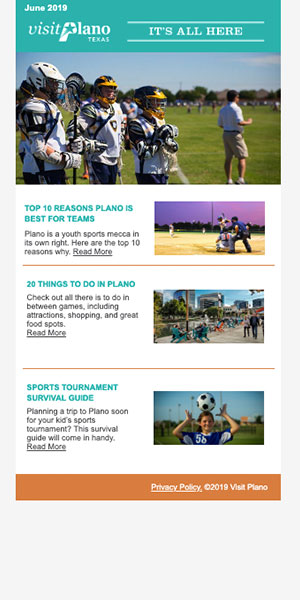 June 2019
visit Plano
TEXAS
IT'S ALL HERE
TOP 10 REASONS PLANO IS
BEST FOR TEAMS
Plano is a youth sports mecca in
its own right. Here are the top 10
reasons why. Read More
20 THINGS TO DO IN PLANO
Check out all there is to do in
between games, including
attractions, shopping, and great
food spots.
Read More
SPORTS TOURNAMENT
SURVIVAL GUIDE
58
Planning a trip to Plano soon
for your kid's sports
tournament? This survival
guide will come in handy.
Read More
Privacy Policy. ©2019 Visit Plano